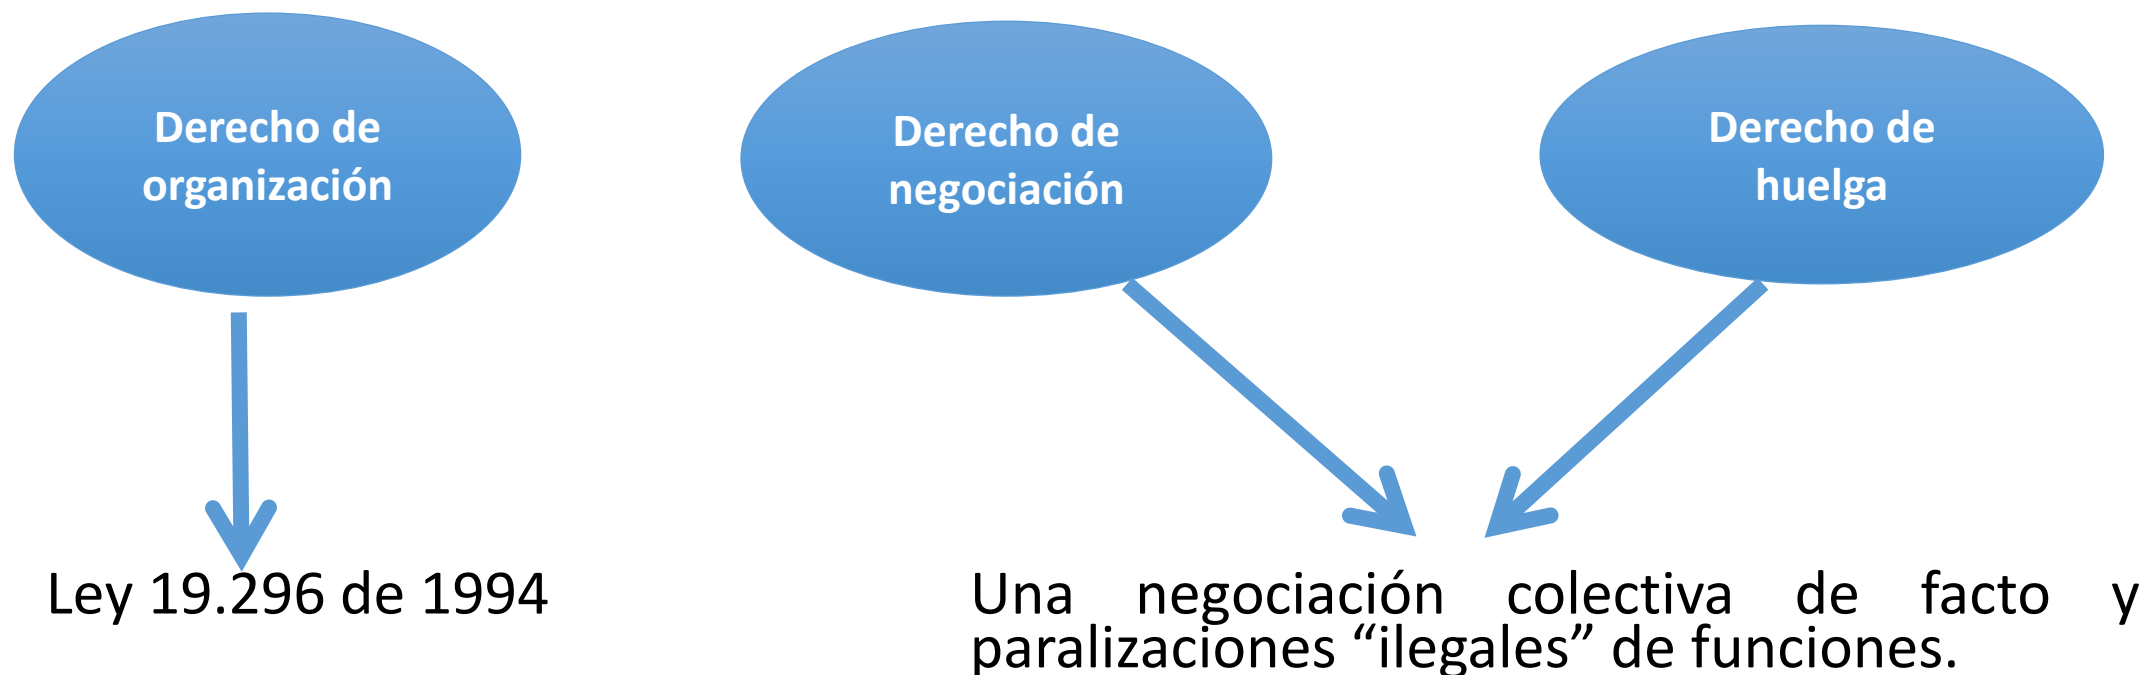 Derecho de
organización
Derecho de
negociación
Derecho de
huelga
Ley 19.296 de 1994
Una negociación colectiva de facto y
paralizaciones “ilegales” de funciones.